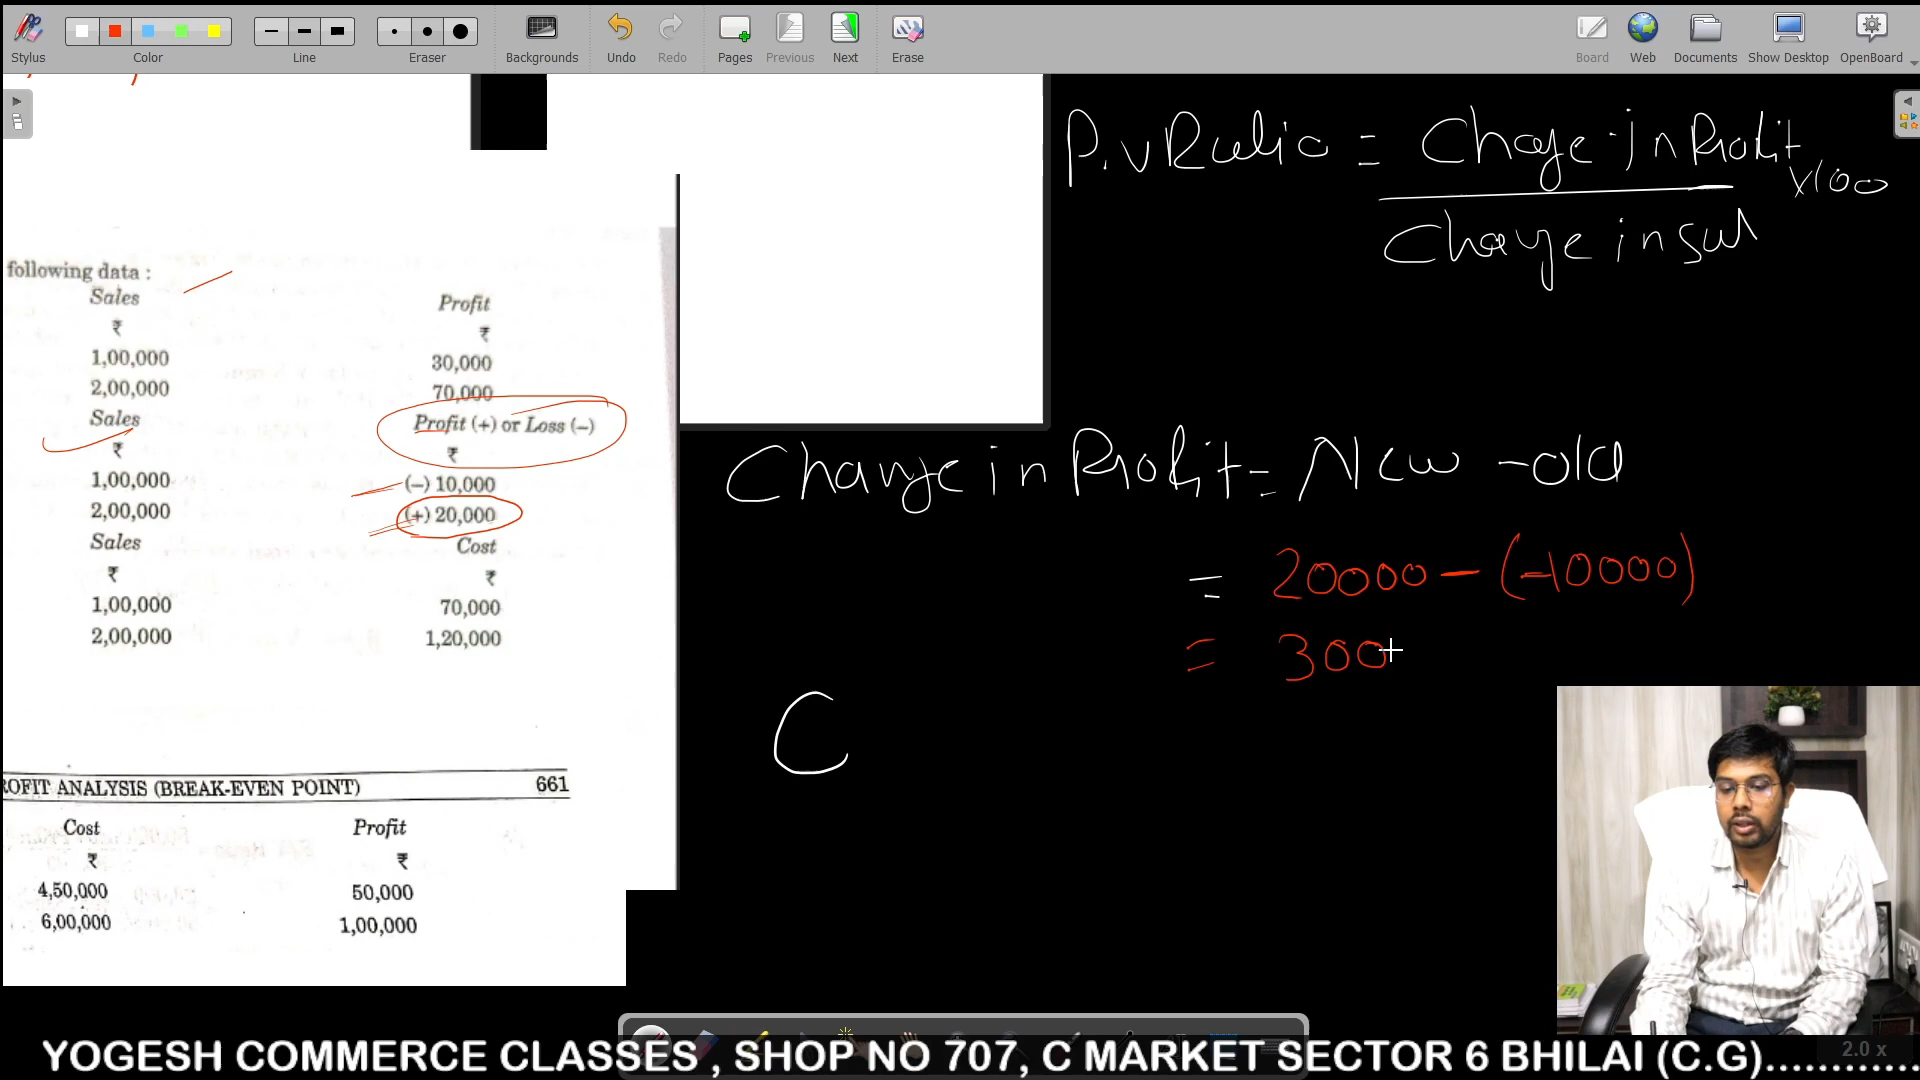 Stylus Color Line Eraser Backgrounds Undo Redo Pages Previous Next Erase Board Web Documents Show Desktop OpenBoard
= Change in Profit x100
Change in
following data :
Sales Profit
₹ ₹
1,00,000 30,000
2,00,000 70,000
Sales Profit (+) or Loss (–)
₹ ₹
1,00,000 (–) 10,000
2,00,000 (+) 20,000
Sales Cost
₹ ₹
1,00,000 70,000
2,00,000 1,20,000
Change in Profit = New - old
= 20000 - (-10000)
= 300
C
ROFIT ANALYSIS (BREAK-EVEN POINT) 661
Cost Profit
₹ ₹
4,50,000 50,000
6,00,000 1,00,000
YOGESH COMMERCE CLASSES , SHOP NO 707, C MARKET SECTOR 6 BHILAI (C.G)............
2.0 x